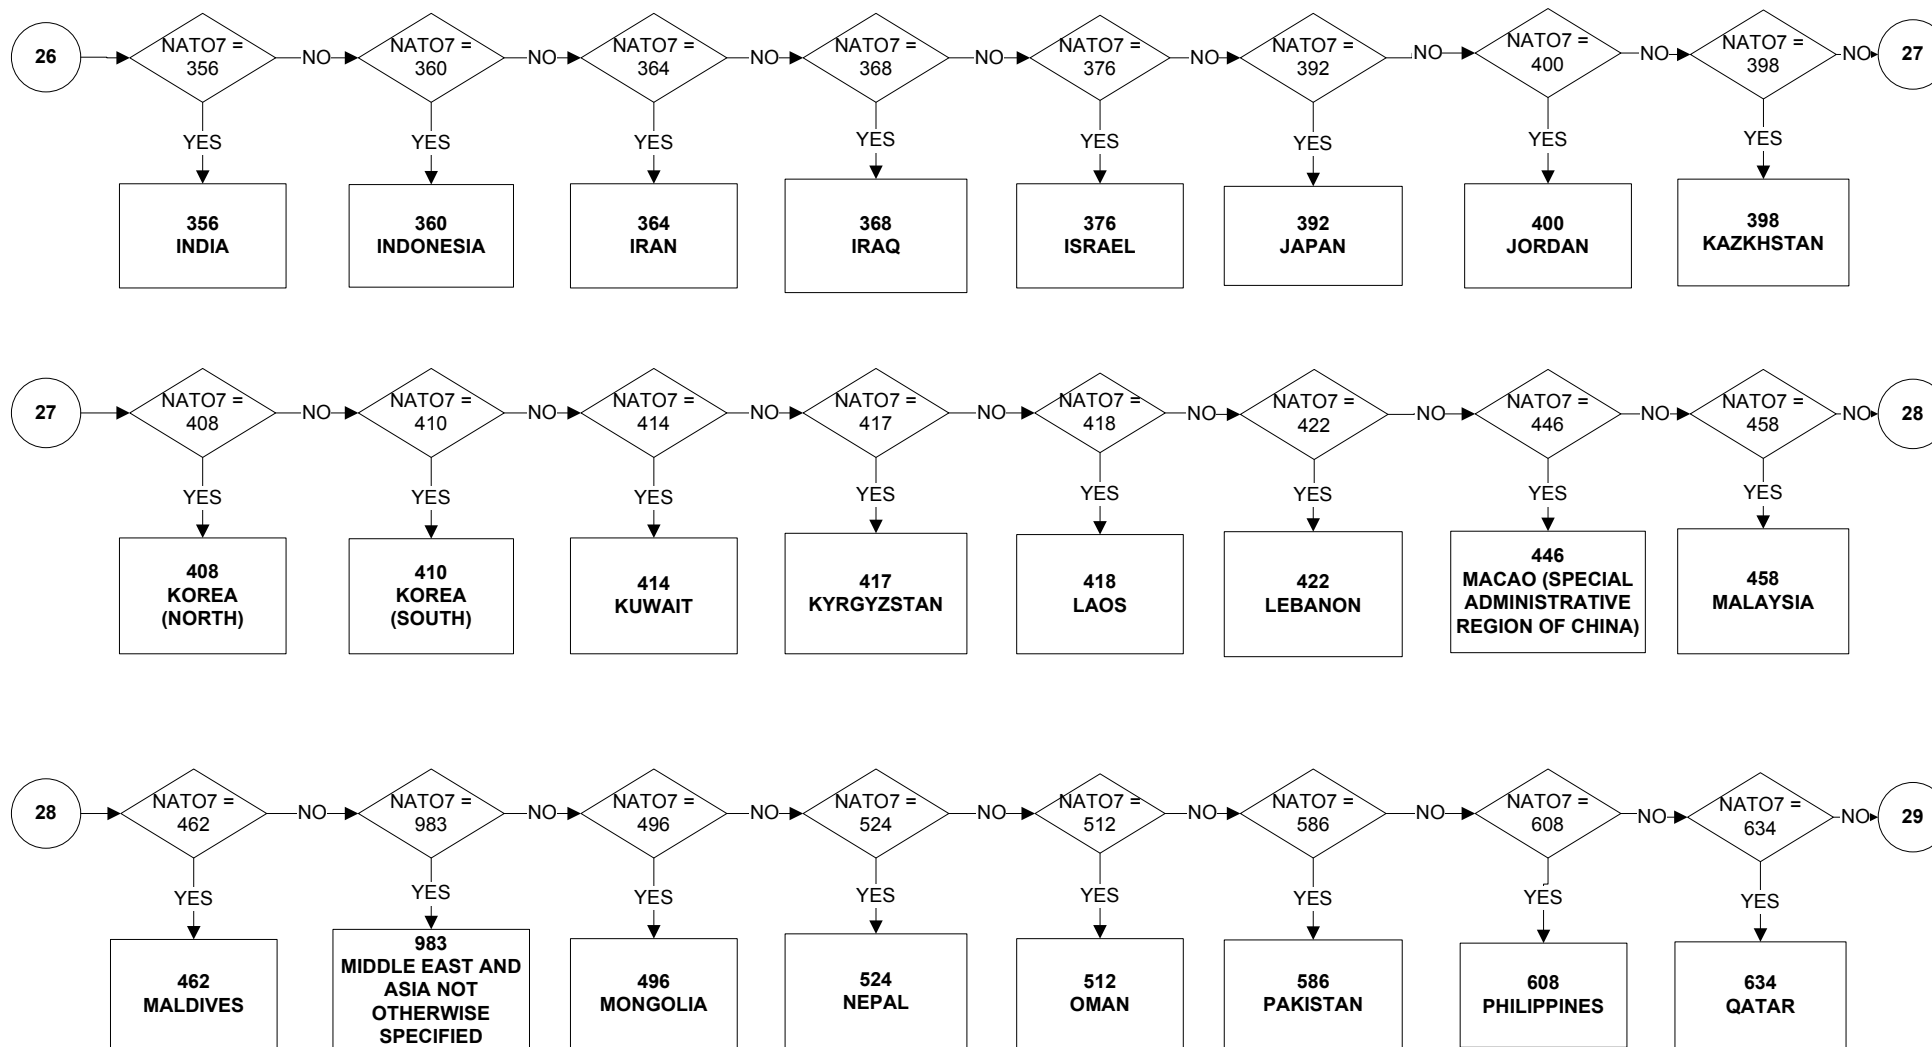 26
NATO7 =
356
NO
NATO7 =
360
NO
NATO7 =
364
NO
NATO7 =
368
NO
NATO7 =
376
NO
NATO7 =
392
NO
NATO7 =
400
NO
NATO7 =
398
NO
27
YES
YES
YES
YES
YES
YES
YES
YES
356
INDIA
360
INDONESIA
364
IRAN
368
IRAQ
376
ISRAEL
392
JAPAN
400
JORDAN
398
KAZKHSTAN
27
NATO7 =
408
NO
NATO7 =
410
NO
NATO7 =
414
NO
NATO7 =
417
NO
NATO7 =
418
NO
NATO7 =
422
NO
NATO7 =
446
NO
NATO7 =
458
NO
28
YES
YES
YES
YES
YES
YES
YES
YES
408
KOREA
(NORTH)
410
KOREA
(SOUTH)
414
KUWAIT
417
KYRGYZSTAN
418
LAOS
422
LEBANON
446
MACAO (SPECIAL
ADMINISTRATIVE
REGION OF CHINA)
458
MALAYSIA
28
NATO7 =
462
NO
NATO7 =
983
NO
NATO7 =
496
NO
NATO7 =
524
NO
NATO7 =
512
NO
NATO7 =
586
NO
NATO7 =
608
NO
NATO7 =
634
NO
29
YES
YES
YES
YES
YES
YES
YES
YES
462
MALDIVES
983
MIDDLE EAST AND
ASIA NOT
OTHERWISE
SPECIFIED
496
MONGOLIA
524
NEPAL
512
OMAN
586
PAKISTAN
608
PHILIPPINES
634
QATAR